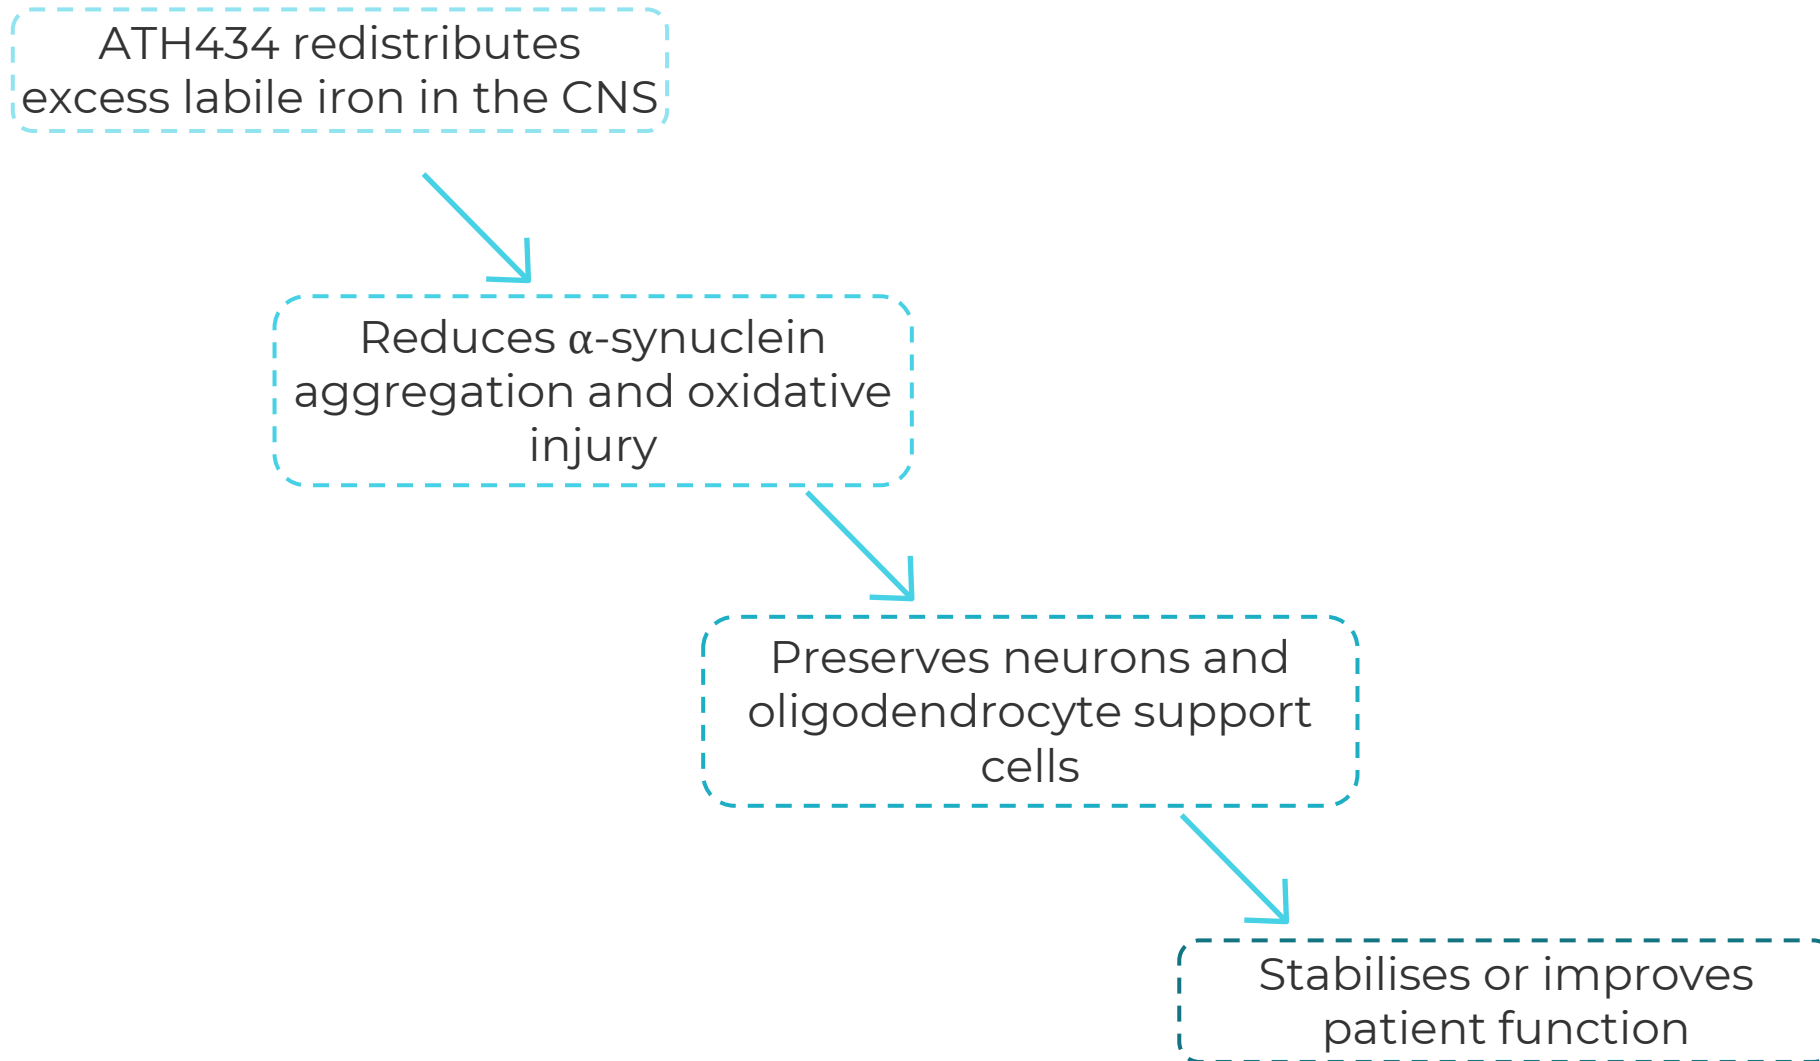 ATH434 redistributes
excess labile iron in the CNS
Reduces α-synuclein
aggregation and oxidative
injury
Preserves neurons and
oligodendrocyte support
cells
Stabilises or improves
patient function